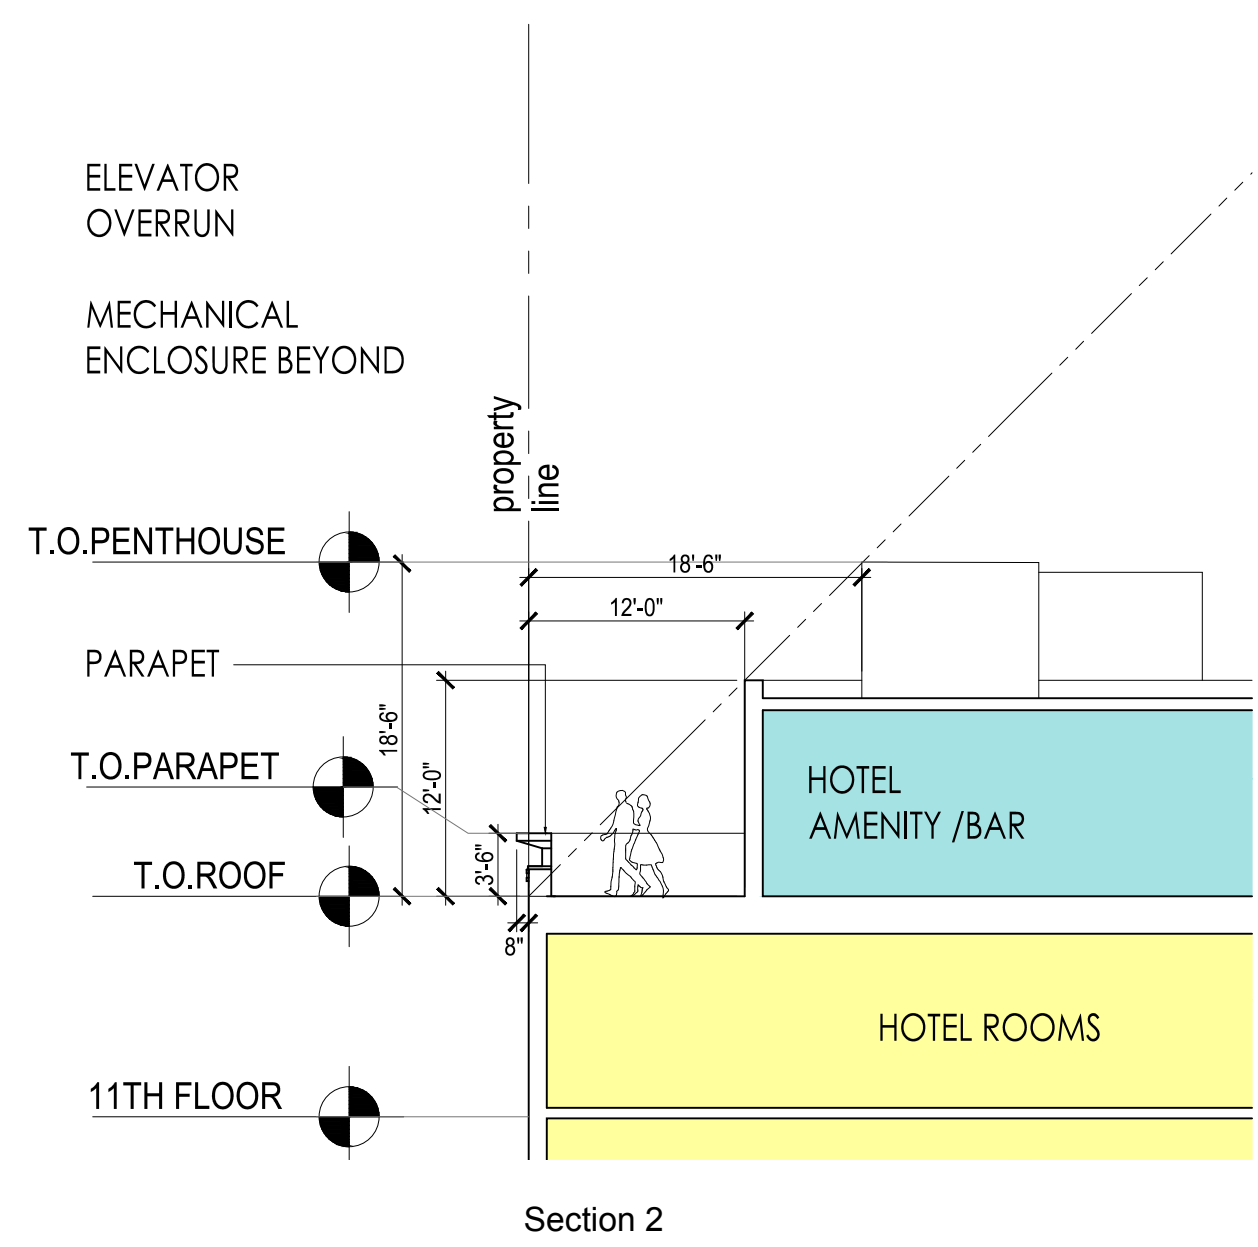 ELEVATOR
OVERRUN
MECHANICAL
ENCLOSURE BEYOND
property
line
T.O.PENTHOUSE
18'-6"
12'-0"
PARAPET
18'-6"
T.O.PARAPET
12'-0"
HOTEL
AMENITY /BAR
3'-6"
T.O.ROOF
8"
HOTEL ROOMS
11TH FLOOR
Section 2